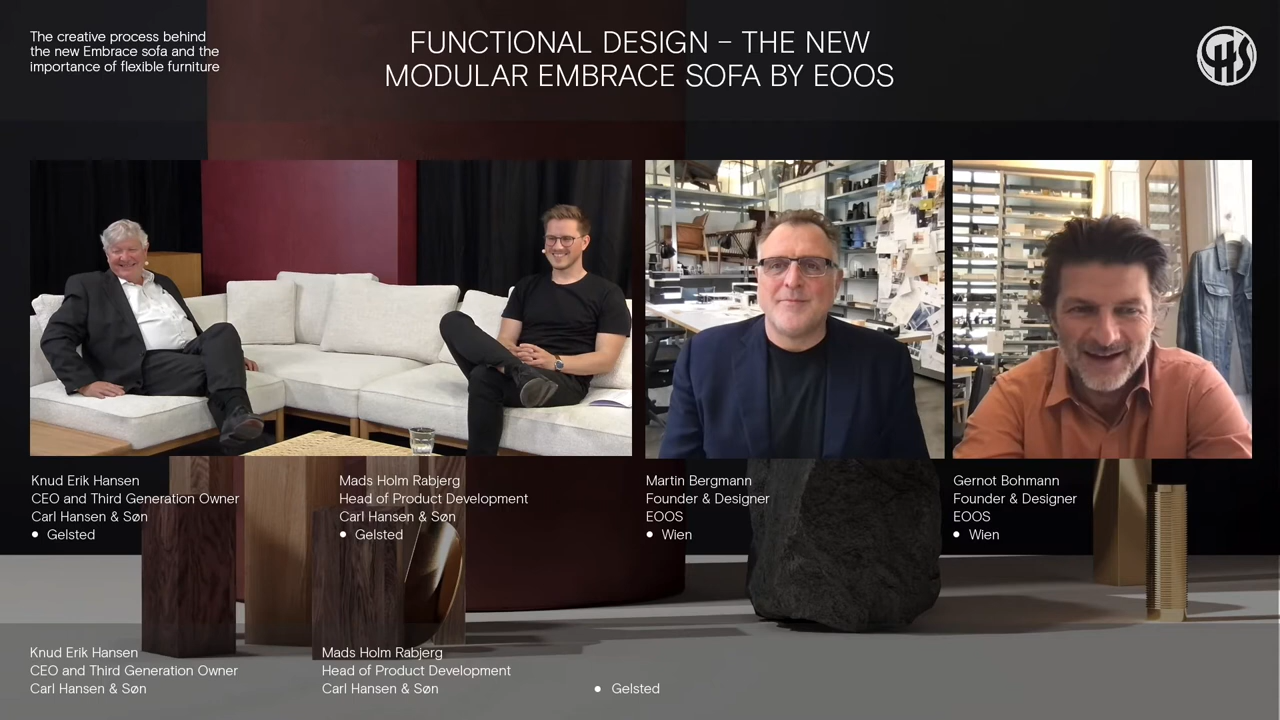 The creative process behind
the new Embrace sofa and the
importance of flexible furniture
FUNCTIONAL DESIGN – THE NEW
MODULAR EMBRACE SOFA BY EOOS
CHS
Knud Erik Hansen
CEO and Third Generation Owner
Carl Hansen & Søn
Gelsted
Mads Holm Rabjerg
Head of Product Development
Carl Hansen & Søn
Gelsted
Martin Bergmann
Founder & Designer
EOOS
Wien
Gernot Bohmann
Founder & Designer
EOOS
Wien
Knud Erik Hansen
CEO and Third Generation Owner
Carl Hansen & Søn
Mads Holm Rabjerg
Head of Product Development
Carl Hansen & Søn
Gelsted